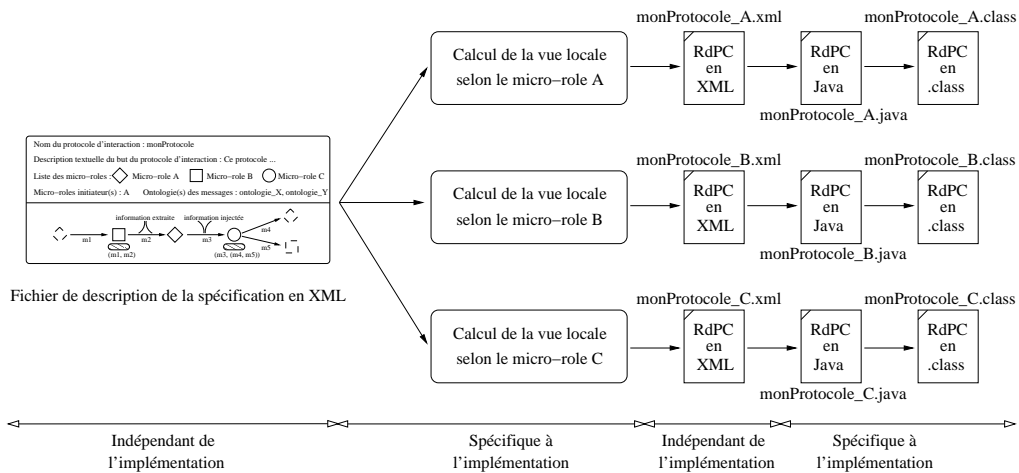 Nom du protocole d'interaction : monProtocole
Description textuelle du but du protocole d'interaction : Ce protocole ...
Liste des micro-roles : Micro-role A Micro-role B Micro-role C
Micro-roles initiateur(s) : A Ontologie(s) des messages : ontologie_X, ontologie_Y
information extraite information injectée
m1 m2 m3 m4 m5
(m1, m2) (m3, (m4, m5))
Fichier de description de la spécification en XML
Calcul de la vue locale
selon le micro−role A
monProtocole_A.xml
RdPC
en
XML
RdPC
en
Java
monProtocole_A.java
monProtocole_A.class
RdPC
en
.class
Calcul de la vue locale
selon le micro−role B
monProtocole_B.xml
RdPC
en
XML
RdPC
en
Java
monProtocole_B.java
monProtocole_B.class
RdPC
en
.class
Calcul de la vue locale
selon le micro−role C
monProtocole_C.xml
RdPC
en
XML
RdPC
en
Java
monProtocole_C.java
monProtocole_C.class
RdPC
en
.class
Indépendant de
l'implémentation
Spécifique à
l'implémentation
Indépendant de
l'implémentation
Spécifique à
l'implémentation